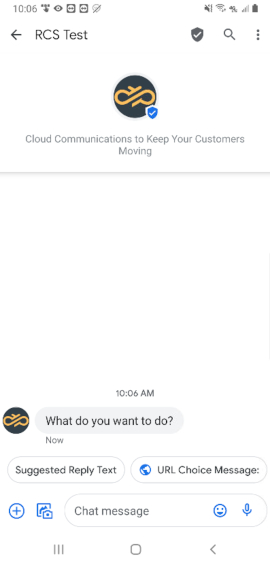 10:06
RCS Test
Cloud Communications to Keep Your Customers
Moving
10:06 AM
What do you want to do?
Now
Suggested Reply Text
URL Choice Message:
Chat message